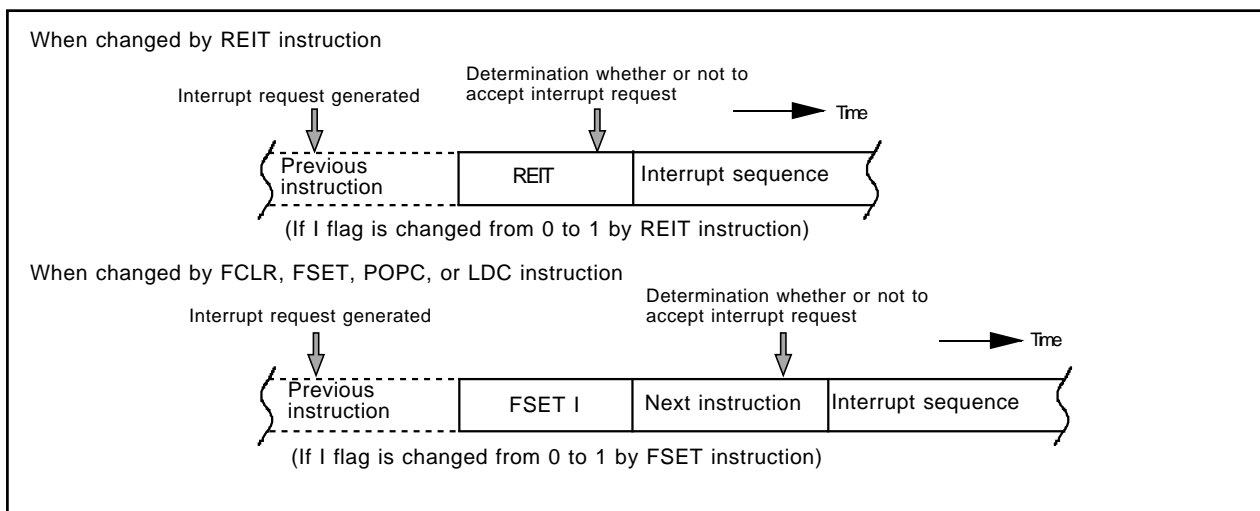 When changed by REIT instruction
Determination whether or not to
accept interrupt request
Interrupt request generated
Time
Previous
instruction
REIT
Interrupt sequence
(If I flag is changed from 0 to 1 by REIT instruction)
When changed by FCLR, FSET, POPC, or LDC instruction
Determination whether or not to
accept interrupt request
Interrupt request generated
Time
Previous
instruction
FSET I
Next instruction
Interrupt sequence
(If I flag is changed from 0 to 1 by FSET instruction)